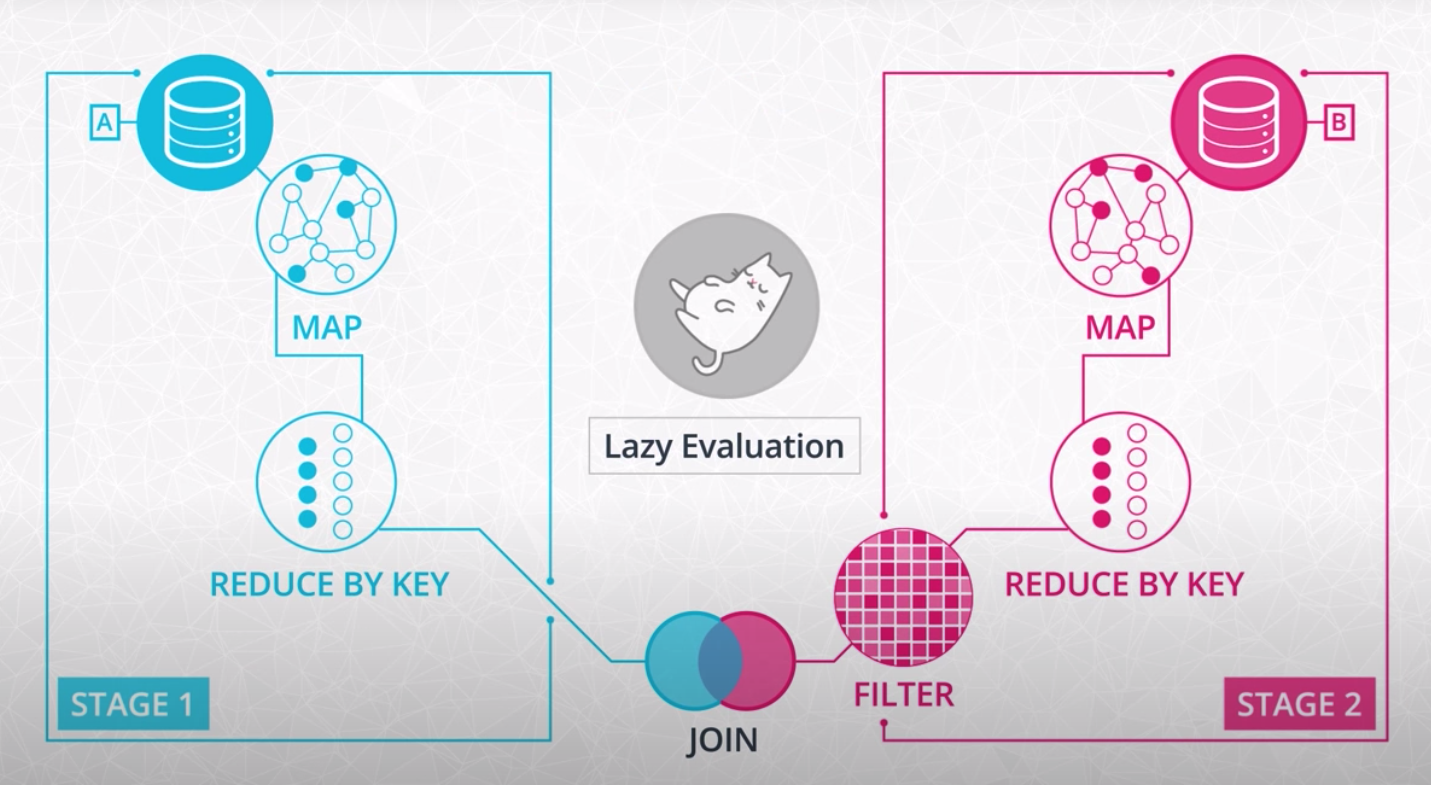 A
MAP
REDUCE BY KEY
STAGE 1
Lazy Evaluation
JOIN
B
MAP
REDUCE BY KEY
FILTER
STAGE 2